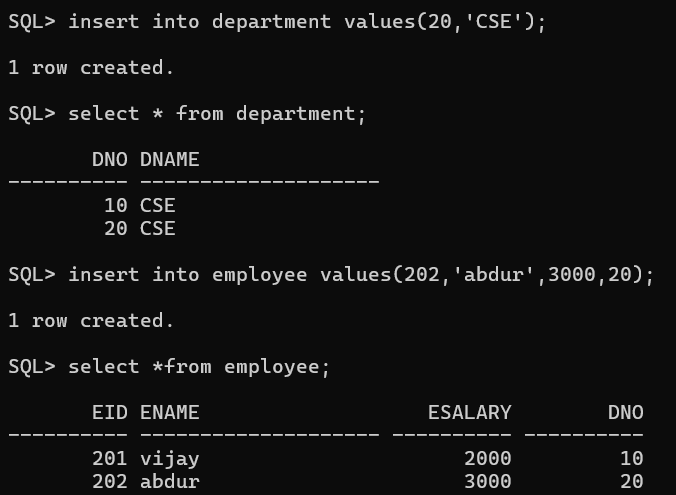 SQL> insert into department values(20,'CSE');
1 row created.
SQL> select * from department;
DNO DNAME
---------- --------------------
10 CSE
20 CSE
SQL> insert into employee values(202,'abdur',3000,20);
1 row created.
SQL> select *from employee;
EID ENAME ESALARY DNO
---------- -------------------- ---------- ----------
201 vijay 2000 10
202 abdur 3000 20